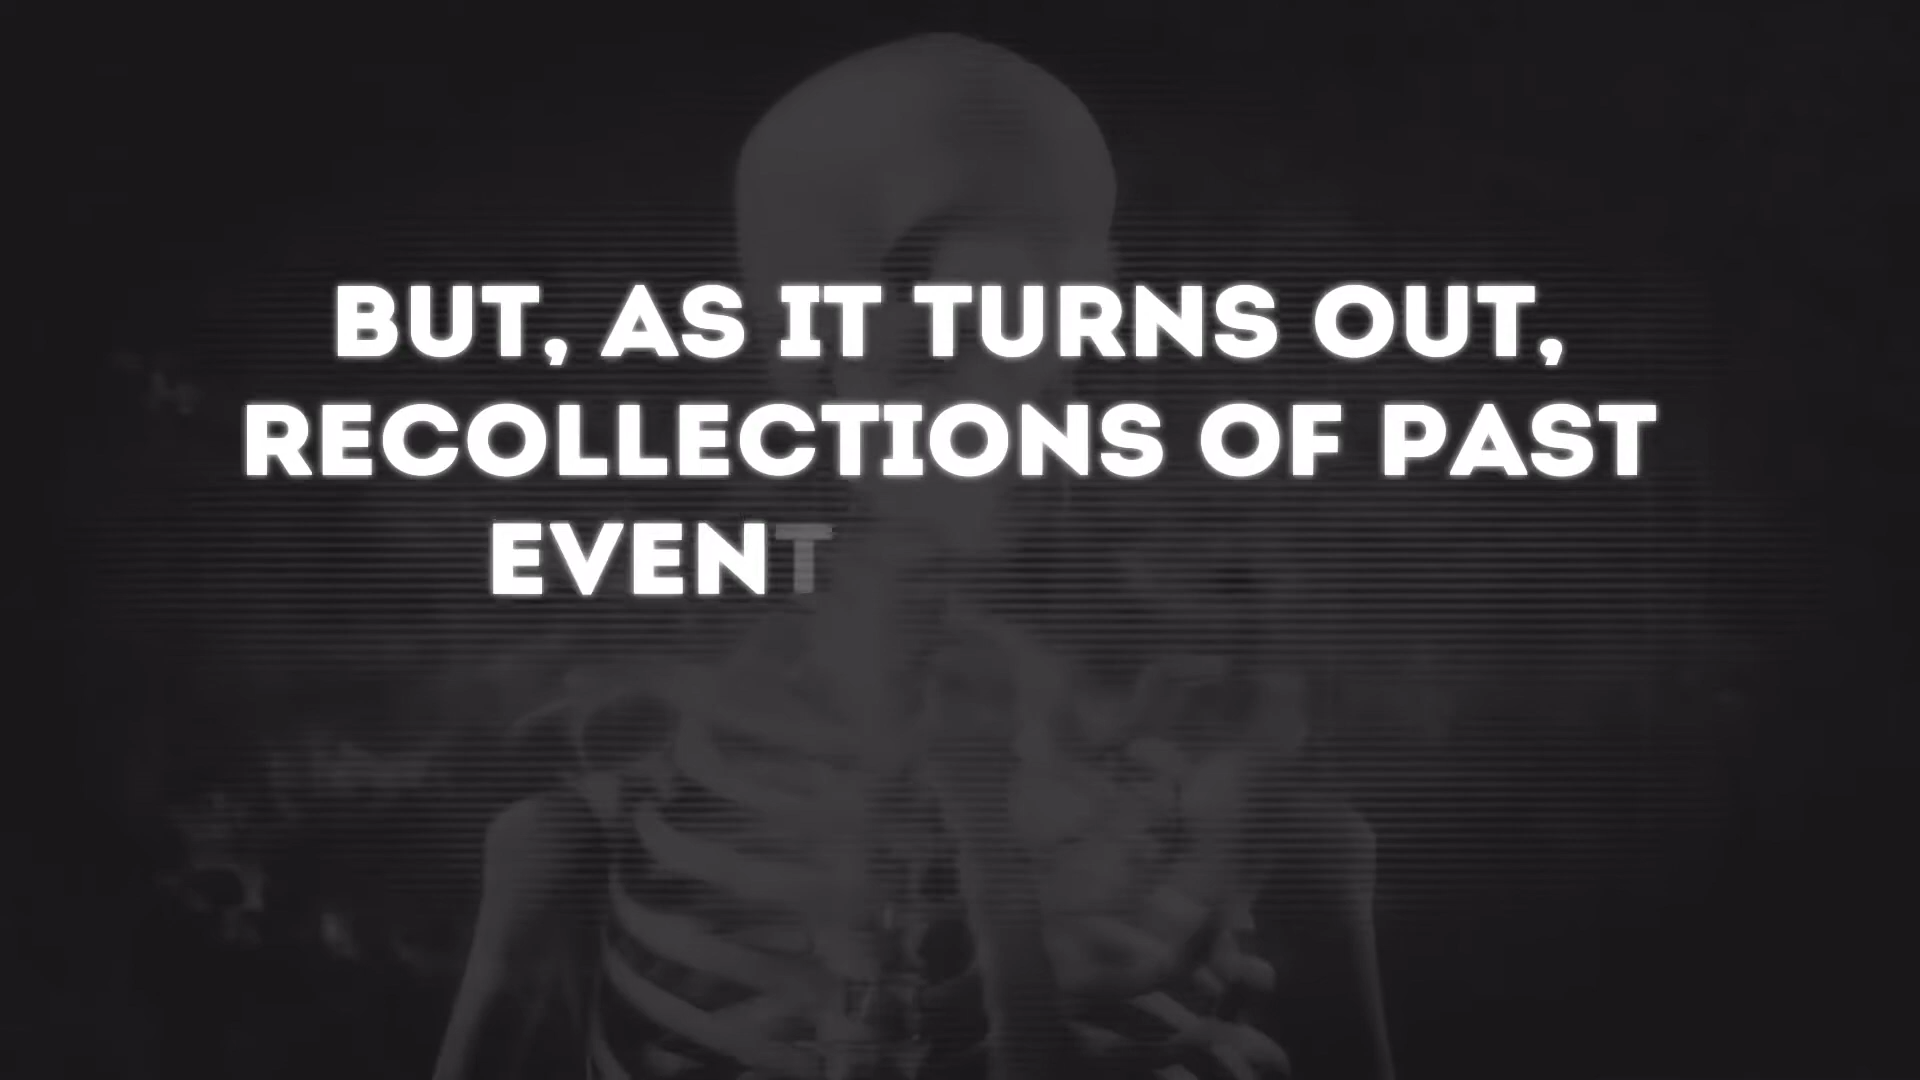 BUT, AS IT TURNS OUT,
RECOLLECTIONS OF PAST
EVENT